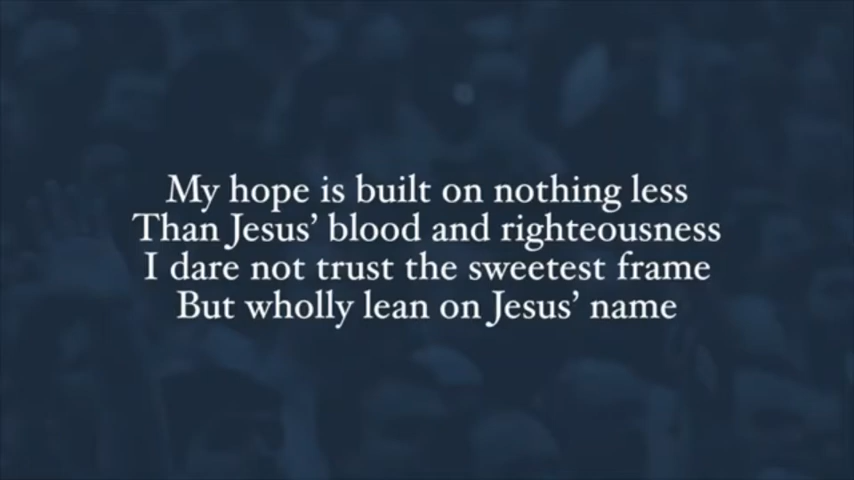 My hope is built on nothing less
Than Jesus’ blood and righteousness
I dare not trust the sweetest frame
But wholly lean on Jesus’ name